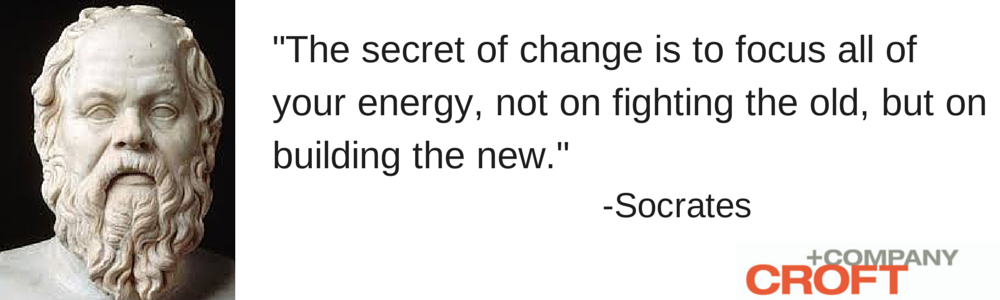 "The secret of change is to focus all of
your energy, not on fighting the old, but on
building the new."
-Socrates
+COMPANY
CROFT